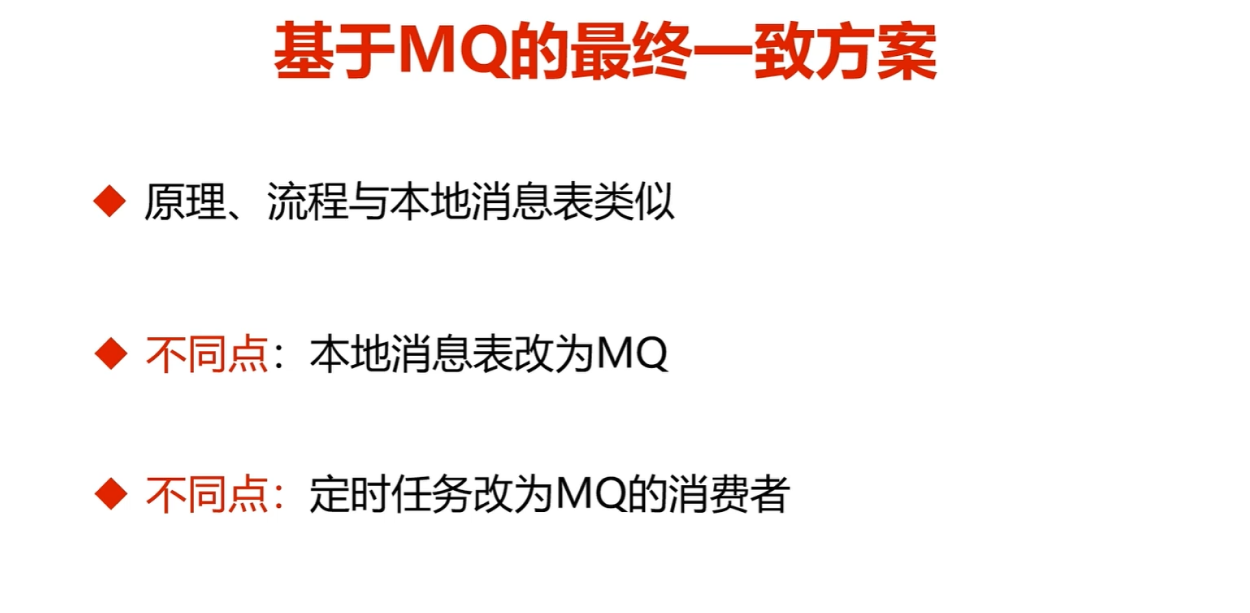 基于MQ的最终一致方案
原理、流程与本地消息表类似
不同点：本地消息表改为MQ
不同点：定时任务改为MQ的消费者